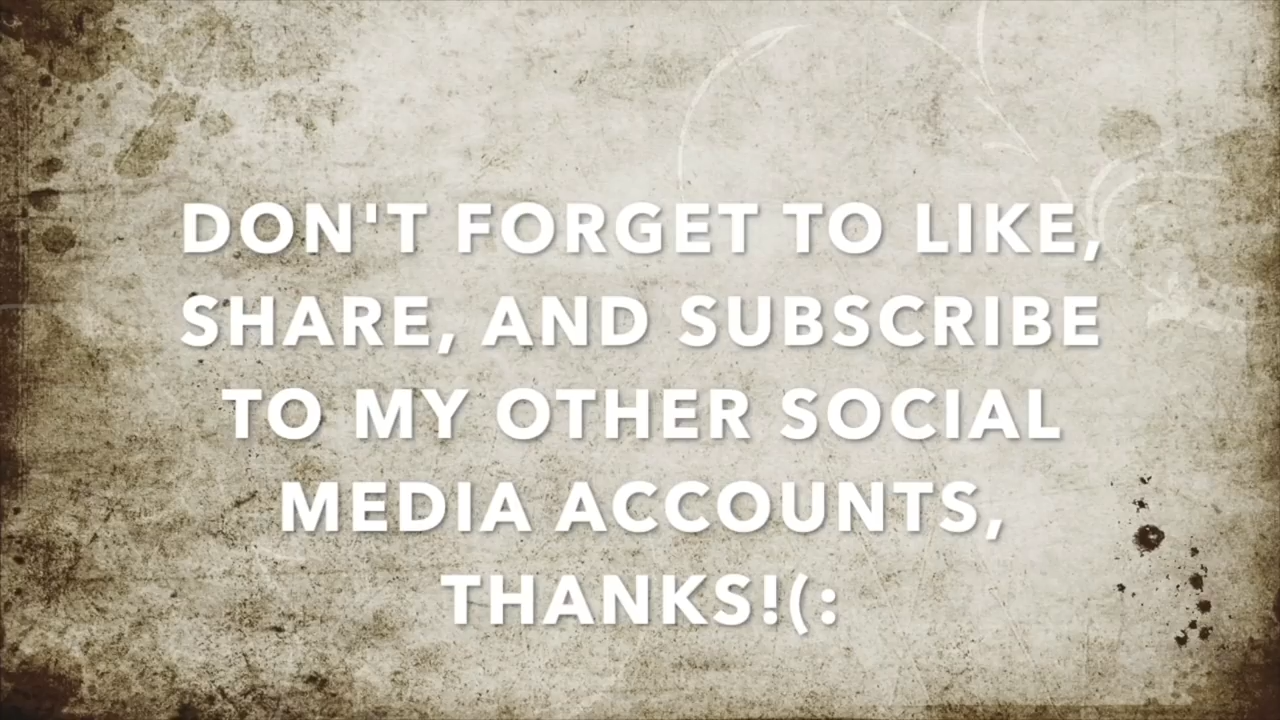 DON'T FORGET TO LIKE,
SHARE, AND SUBSCRIBE
TO MY OTHER SOCIAL
MEDIA ACCOUNTS,
THANKS!(: